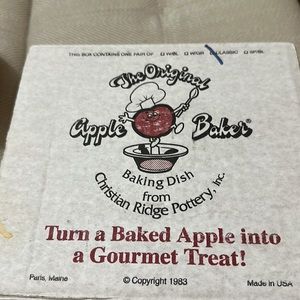 THIS BOX CONTAINS ONE PAIR OF
CLASSIC
The Original
Apple Baker®
Baking Dish
from
Christian Ridge Pottery, Inc.
Turn a Baked Apple into
a Gourmet Treat!
Paris, Maine © Copyright 1983 Made in USA